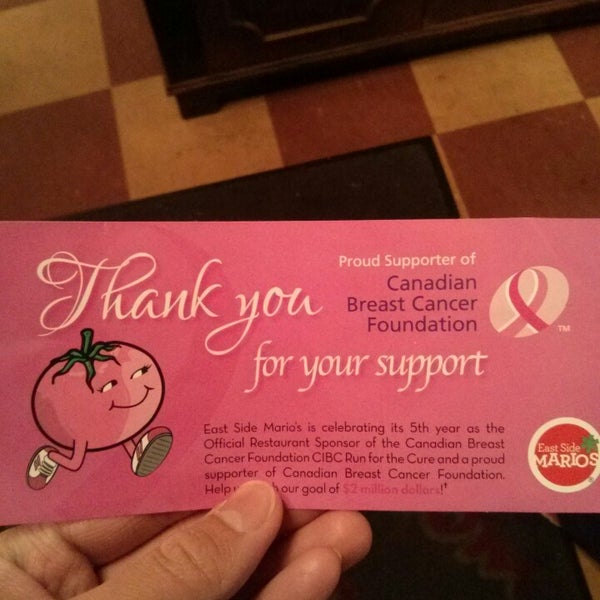 Thank you
for your support
Proud Supporter of
Canadian
Breast Cancer
Foundation
TM
East Side Mario's is celebrating its 5th year as the
Official Restaurant Sponsor of the Canadian Breast
Cancer Foundation CIBC Run for the Cure and a proud
supporter of Canadian Breast Cancer Foundation.
Help our goal of $2 million dollars!†
East Side
MARIO'S